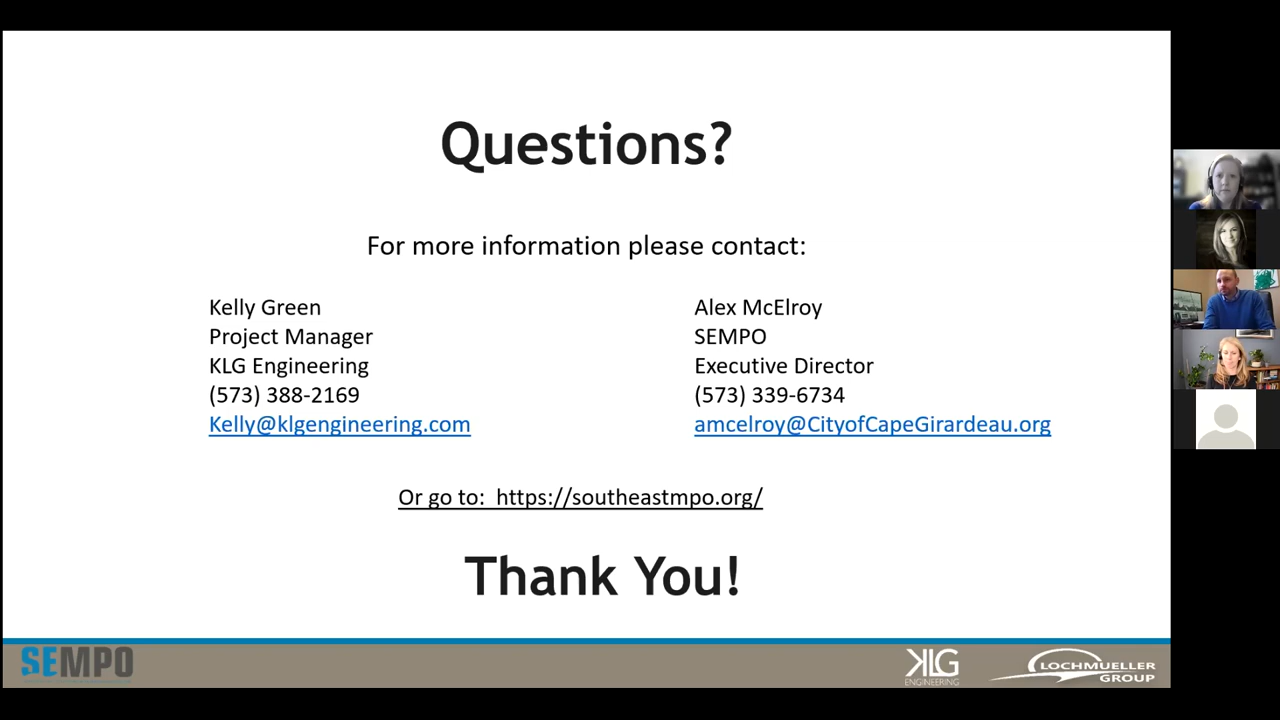 Questions?
For more information please contact:
Kelly Green
Project Manager
KLG Engineering
(573) 388-2169
Kelly@klgengineering.com
Alex McElroy
SEMPO
Executive Director
(573) 339-6734
amcelroy@CityofCapeGirardeau.org
Or go to: https://southeastmpo.org/
Thank You!
SEMPO
KLG
ENGINEERING
LOCHMUELLER
GROUP